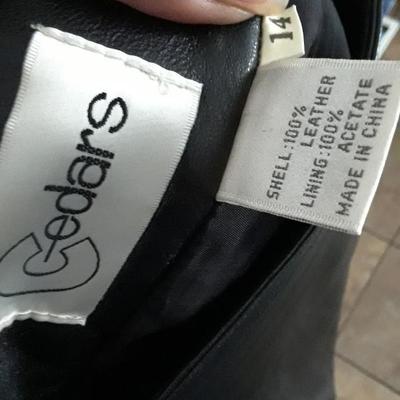 Cedars
14
SHELL:100%
LEATHER
LINING:100%
ACETATE
MADE IN CHINA